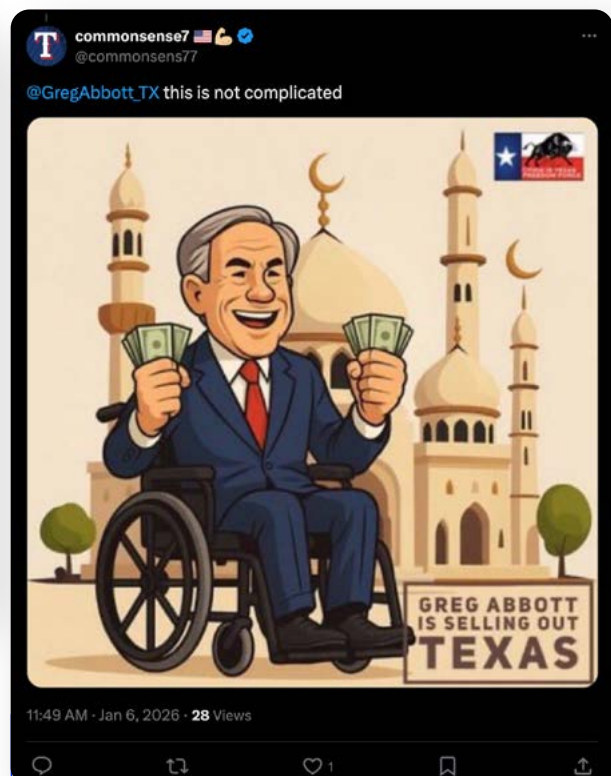 commonsense7
@commonsens77
@GregAbbott_TX this is not complicated
GREG ABBOTT
IS SELLING OUT
TEXAS
11:49 AM · Jan 6, 2026 · 28 Views
1